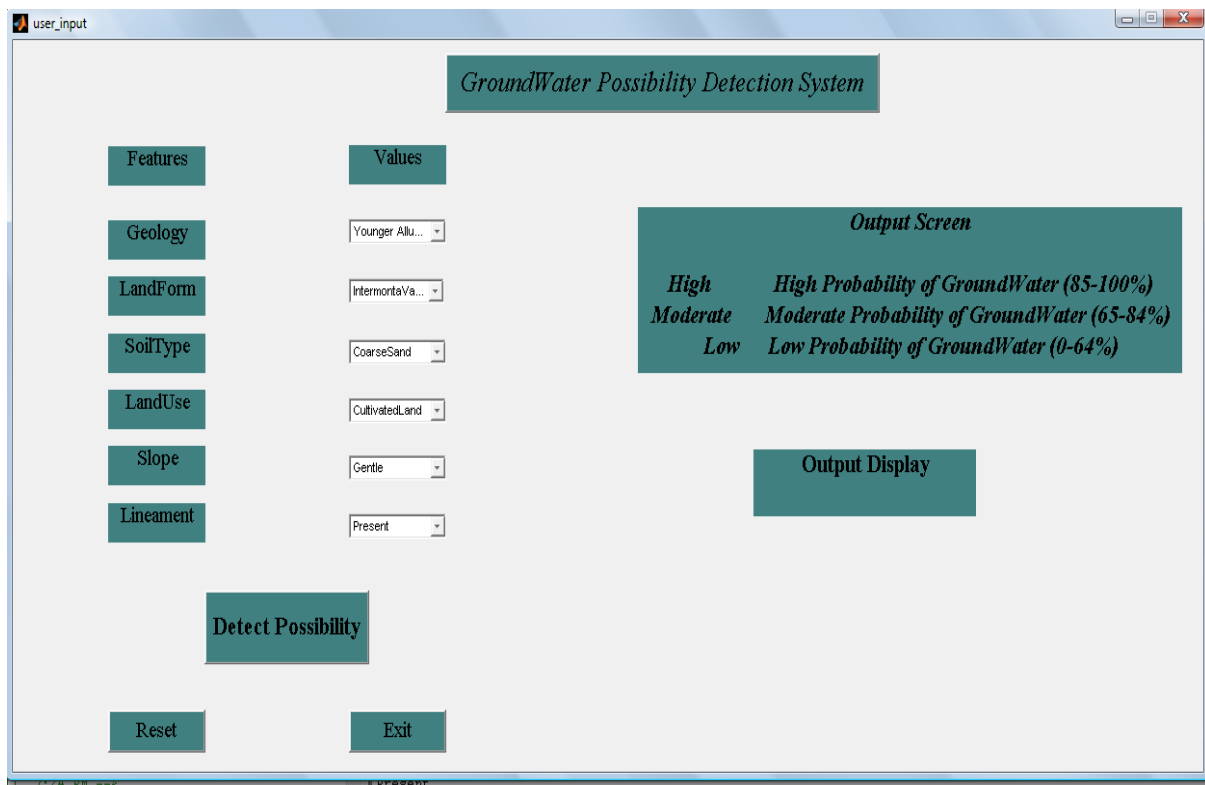 user_input
GroundWater Possibility Detection System
Features Values
Geology Younger Allu...
LandForm IntermontaVa...
SoilType CoarseSand
LandUse CultivatedLand
Slope Gentle
Lineament Present
Detect Possibility
Reset Exit
Output Screen
High High Probability of GroundWater (85-100%)
Moderate Moderate Probability of GroundWater (65-84%)
Low Low Probability of GroundWater (0-64%)
Output Display